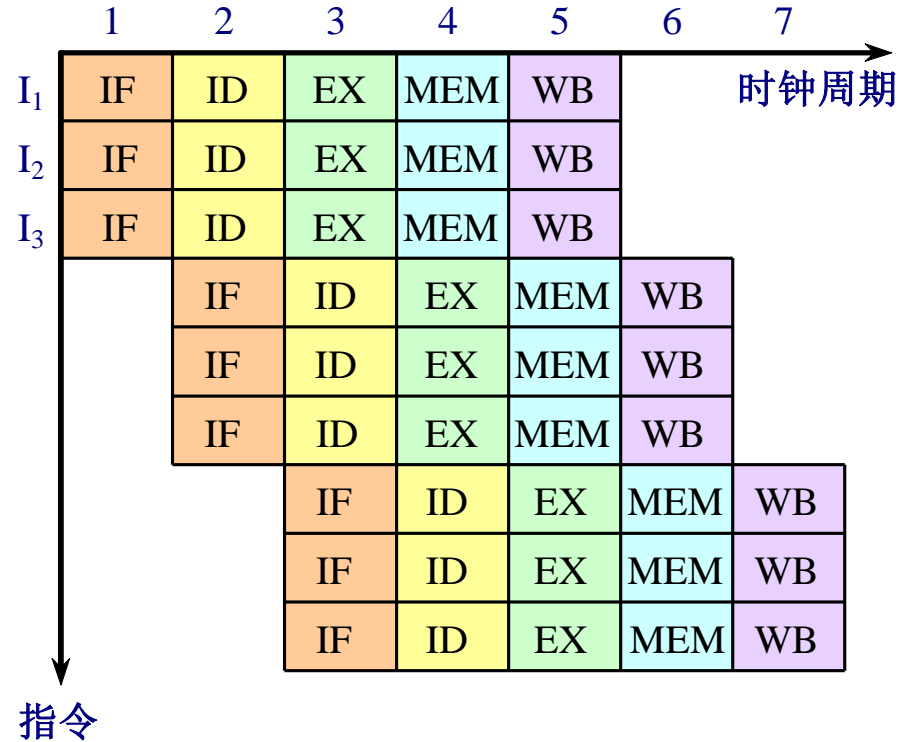 1 2 3 4 5 6 7
时钟周期
I₁ IF ID EX MEM WB
I₂ IF ID EX MEM WB
I₃ IF ID EX MEM WB
IF ID EX MEM WB
IF ID EX MEM WB
IF ID EX MEM WB
IF ID EX MEM WB
IF ID EX MEM WB
IF ID EX MEM WB
指令